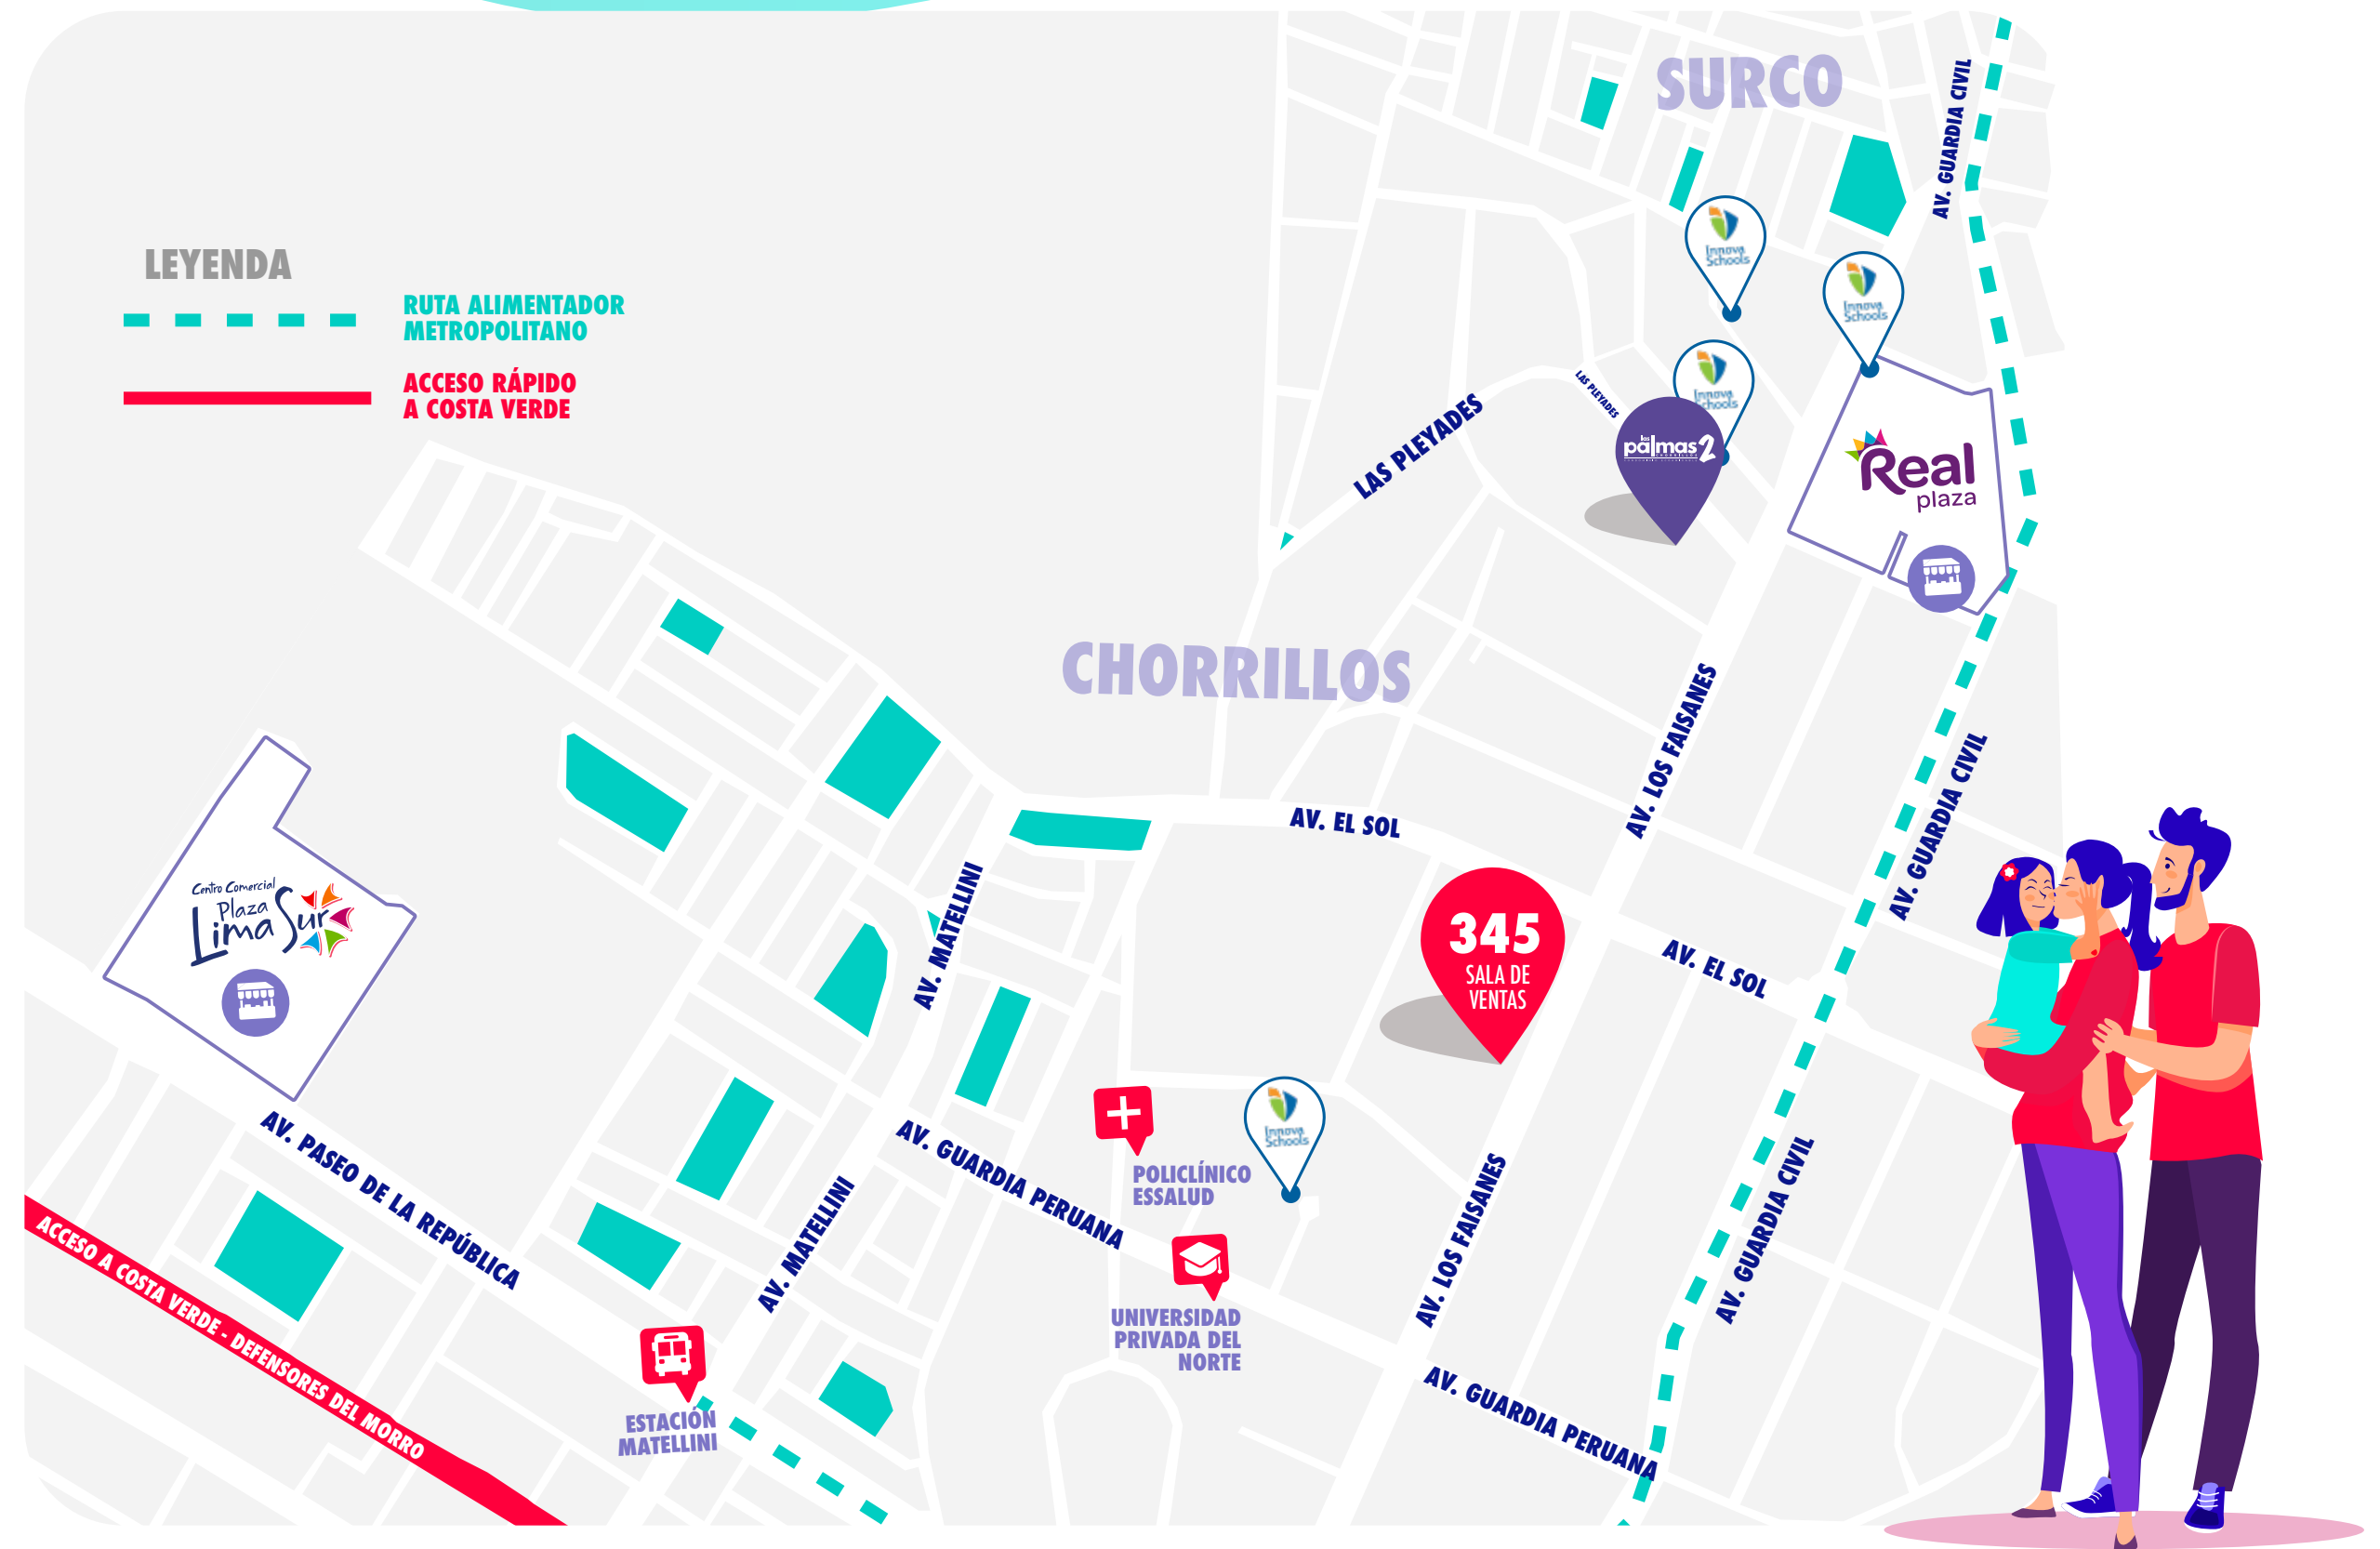 SURCO
AV. GUARDIA CIVIL
LEYENDA
RUTA ALIMENTADOR
METROPOLITANO
ACCESO RÁPIDO
A COSTA VERDE
Innova
Schools
Innova
Schools
Innova
Schools
LAS PLEYADES
LAS PLEYADES
las
palmas 2
Real
plaza
CHORRILLOS
AV. LOS FAISANES
AV. GUARDIA CIVIL
AV. EL SOL
Centro Comercial
Plaza
Lima Sur
AV. MATELLINI
345
SALA DE
VENTAS
AV. EL SOL
AV. PASEO DE LA REPÚBLICA
AV. GUARDIA PERUANA
Innova
Schools
POLICLÍNICO
ESSALUD
AV. MATELLINI
AV. LOS FAISANES
AV. GUARDIA CIVIL
ACCESO A COSTA VERDE - DEFENSORES DEL MORRO
UNIVERSIDAD
PRIVADA DEL
NORTE
ESTACIÓN
MATELLINI
AV. GUARDIA PERUANA